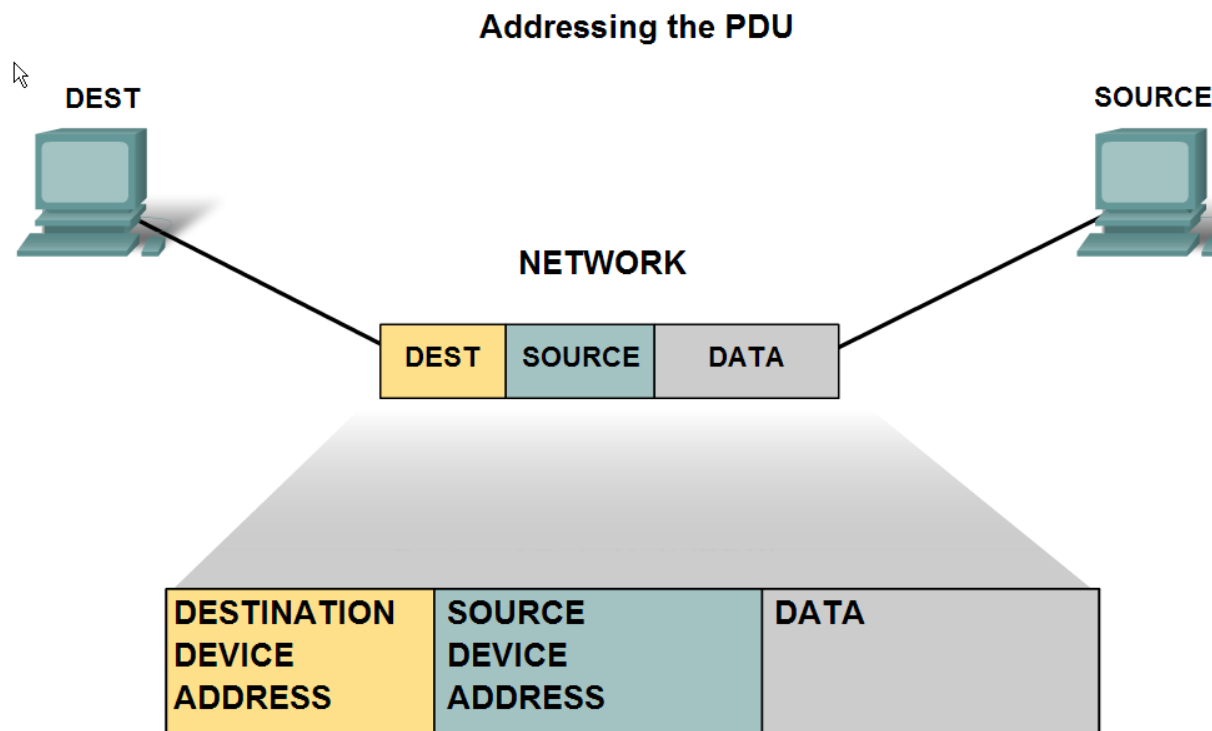 Addressing the PDU
DEST
SOURCE
NETWORK
DEST
SOURCE
DATA
DESTINATION
DEVICE
ADDRESS
SOURCE
DEVICE
ADDRESS
DATA